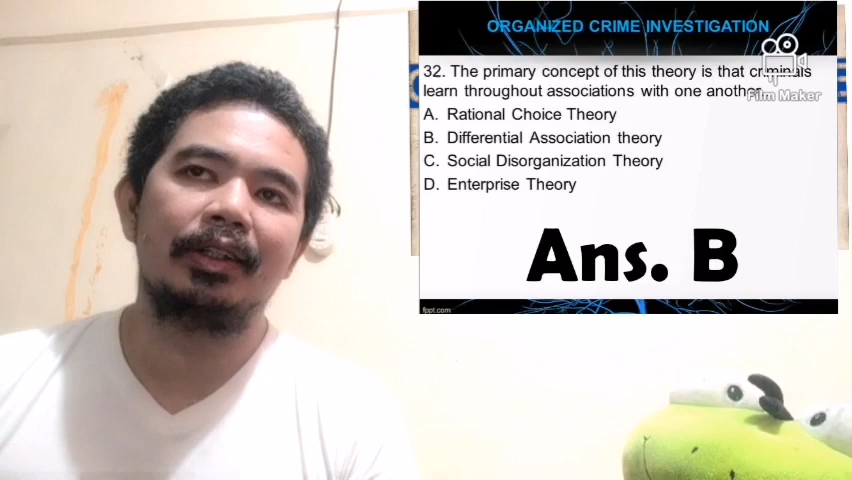 ORGANIZED CRIME INVESTIGATION
32. The primary concept of this theory is that criminals
learn throughout associations with one another.
Film Maker
A. Rational Choice Theory
B. Differential Association theory
C. Social Disorganization Theory
D. Enterprise Theory
Ans. B
fppt.com